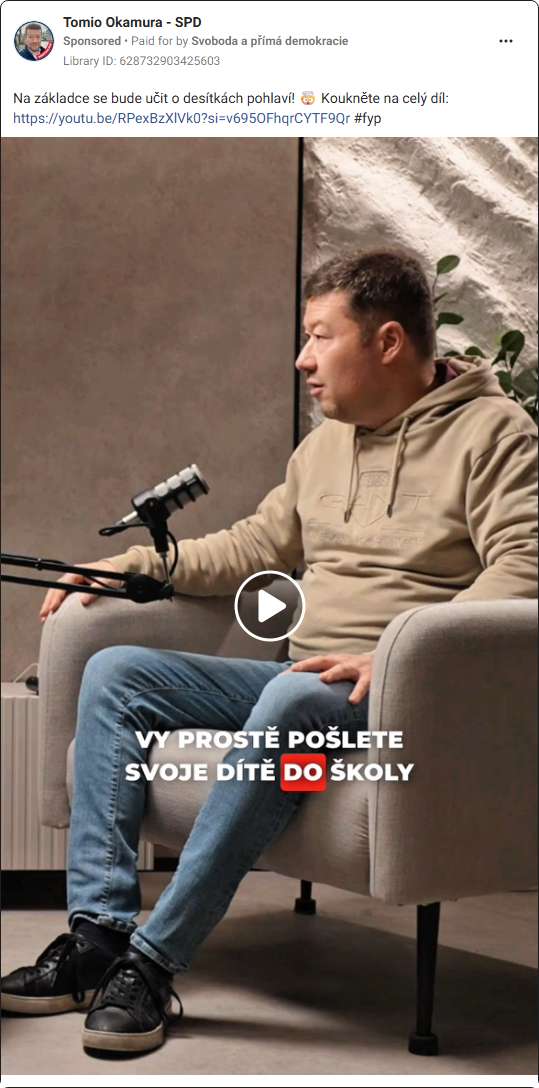 Tomio Okamura - SPD
Sponsored • Paid for by Svoboda a přímá demokracie
Library ID: 628732903425603
Na základce se bude učit o desítkách pohlaví! 🤯 Koukněte na celý díl:
https://youtu.be/RPexBzXlVk0?si=v695OFhqrCYTF9Qr #fyp
GANT
VY PROSTĚ POŠLETE
SVOJE DÍTĚ DO ŠKOLY